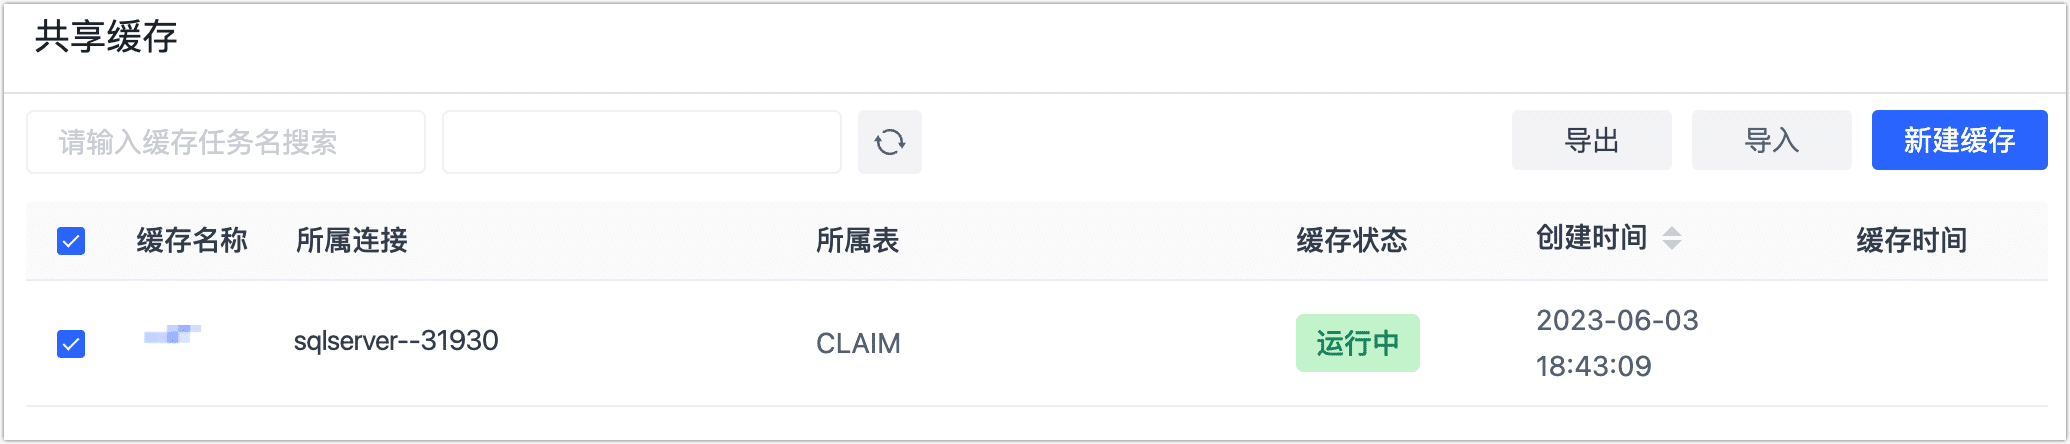 共享缓存
请输入缓存任务名搜索
导出 导入 新建缓存
缓存名称 所属连接 所属表 缓存状态 创建时间 缓存时间
sqlserver--31930 CLAIM 运行中 2023-06-03
18:43:09